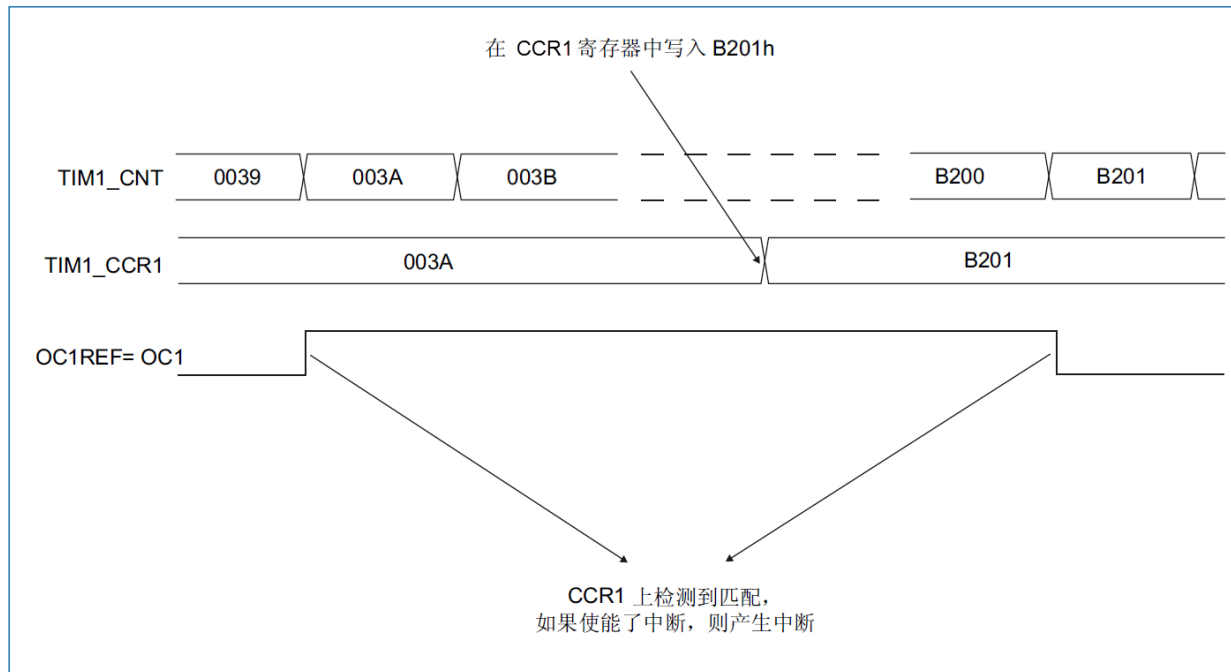 在 CCR1 寄存器中写入 B201h
TIM1_CNT 0039 003A 003B B200 B201
TIM1_CCR1 003A B201
OC1REF= OC1
CCR1 上检测到匹配，
如果使能了中断，则产生中断